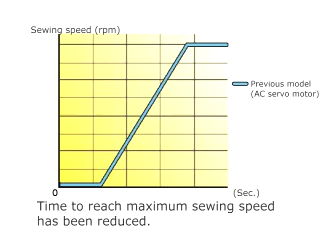 Sewing speed (rpm)
Previous model
(AC servo motor)
0
(Sec.)
Time to reach maximum sewing speed
has been reduced.